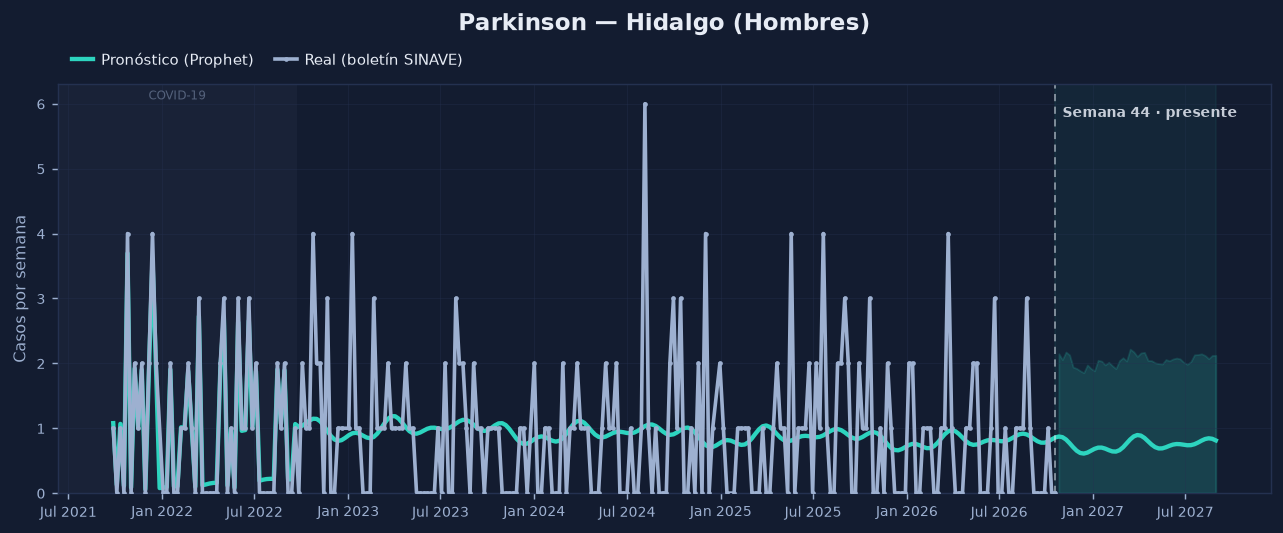 Parkinson — Hidalgo (Hombres)
Pronóstico (Prophet)
Real (boletín SINAVE)
COVID-19
Semana 44 · presente
Casos por semana
6
5
4
3
2
1
0
Jul 2021
Jan 2022
Jul 2022
Jan 2023
Jul 2023
Jan 2024
Jul 2024
Jan 2025
Jul 2025
Jan 2026
Jul 2026
Jan 2027
Jul 2027